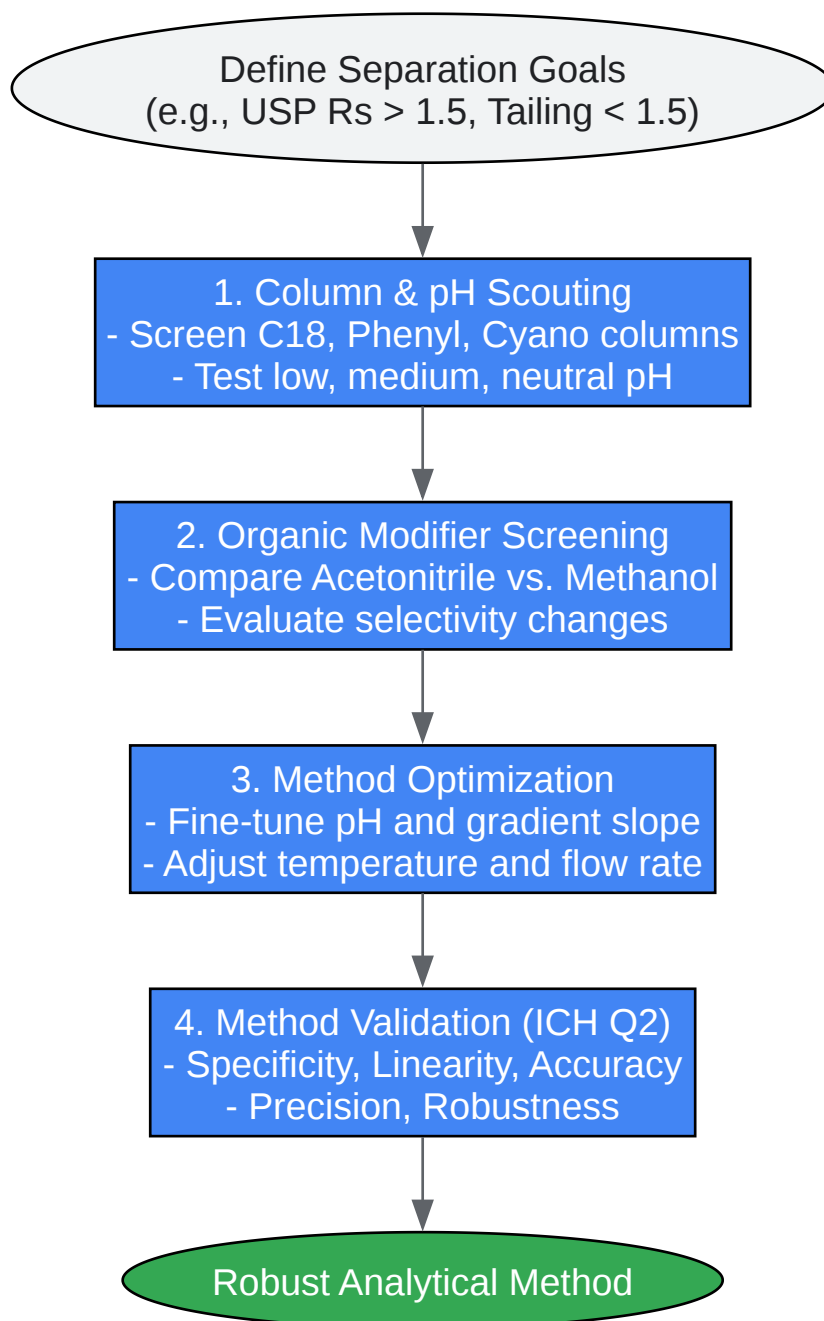 Define Separation Goals
(e.g., USP Rs > 1.5, Tailing < 1.5)
1. Column & pH Scouting
- Screen C18, Phenyl, Cyano columns
- Test low, medium, neutral pH
2. Organic Modifier Screening
- Compare Acetonitrile vs. Methanol
- Evaluate selectivity changes
3. Method Optimization
- Fine-tune pH and gradient slope
- Adjust temperature and flow rate
4. Method Validation (ICH Q2)
- Specificity, Linearity, Accuracy
- Precision, Robustness
Robust Analytical Method